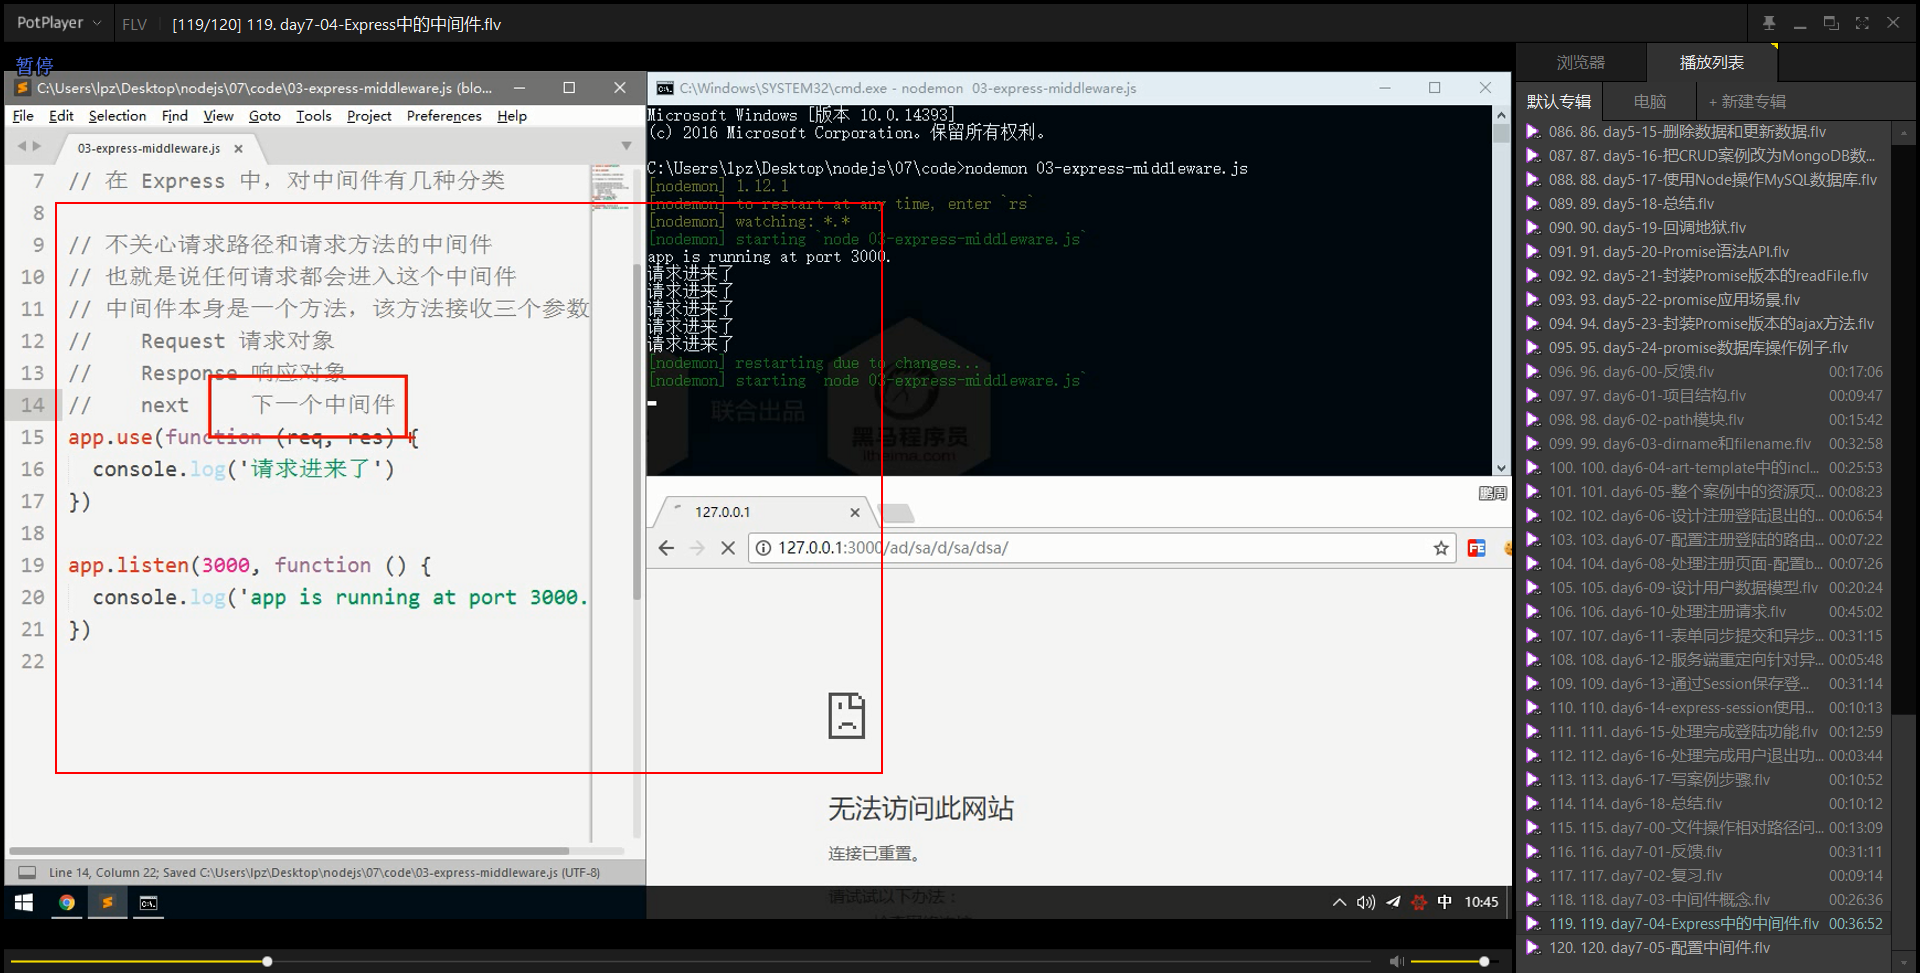 PotPlayer
FLV
[119/120] 119. day7-04-Express中的中间件.flv
暂停
C:\Users\lpz\Desktop\nodejs\07\code\03-express-middleware.js (blo...
File Edit Selection Find View Goto Tools Project Preferences Help
03-express-middleware.js
7 // 在 Express 中，对中间件有几种分类
8
9 // 不关心请求路径和请求方法的中间件
10 // 也就是说任何请求都会进入这个中间件
11 // 中间件本身是一个方法，该方法接收三个参数
12 // Request 请求对象
13 // Response 响应对象
14 // next 下一个中间件
15 app.use(function (req, res) {
16 console.log('请求进来了')
17 })
18
19 app.listen(3000, function () {
20 console.log('app is running at port 3000.
21 })
22
Line 14, Column 22; Saved C:\Users\lpz\Desktop\nodejs\07\code\03-express-middleware.js (UTF-8)
C:\Windows\SYSTEM32\cmd.exe - nodemon 03-express-middleware.js
Microsoft Windows [版本 10.0.14393]
(c) 2016 Microsoft Corporation。保留所有权利。
C:\Users\lpz\Desktop\nodejs\07\code>nodemon 03-express-middleware.js
[nodemon] 1.12.1
[nodemon] to restart at any time, enter `rs`
[nodemon] watching: *.*
[nodemon] starting `node 03-express-middleware.js`
app is running at port 3000.
请求进来了
请求进来了
请求进来了
请求进来了
请求进来了
[nodemon] restarting due to changes...
[nodemon] starting `node 03-express-middleware.js`
联合出品
黑马程序员
itheima.com
鹏周
127.0.0.1
127.0.0.1:3000/ad/sa/d/sa/dsa/
FE
无法访问此网站
连接已重置。
请试试以下办法：
中 10:45
浏览器 播放列表
默认专辑 电脑 + 新建专辑
086. 86. day5-15-删除数据和更新数据.flv
087. 87. day5-16-把CRUD案例改为MongoDB数...
088. 88. day5-17-使用Node操作MySQL数据库.flv
089. 89. day5-18-总结.flv
090. 90. day5-19-回调地狱.flv
091. 91. day5-20-Promise语法API.flv
092. 92. day5-21-封装Promise版本的readFile.flv
093. 93. day5-22-promise应用场景.flv
094. 94. day5-23-封装Promise版本的ajax方法.flv
095. 95. day5-24-promise数据库操作例子.flv
096. 96. day6-00-反馈.flv 00:17:06
097. 97. day6-01-项目结构.flv 00:09:47
098. 98. day6-02-path模块.flv 00:15:42
099. 99. day6-03-dirname和filename.flv 00:32:58
100. 100. day6-04-art-template中的incl... 00:25:53
101. 101. day6-05-整个案例中的资源页... 00:08:23
102. 102. day6-06-设计注册登陆退出的... 00:06:54
103. 103. day6-07-配置注册登陆的路由... 00:07:22
104. 104. day6-08-处理注册页面-配置b... 00:07:26
105. 105. day6-09-设计用户数据模型.flv 00:20:24
106. 106. day6-10-处理注册请求.flv 00:45:02
107. 107. day6-11-表单同步提交和异步... 00:31:15
108. 108. day6-12-服务端重定向针对异... 00:05:48
109. 109. day6-13-通过Session保存登... 00:31:14
110. 110. day6-14-express-session使用... 00:10:13
111. 111. day6-15-处理完成登陆功能.flv 00:12:59
112. 112. day6-16-处理完成用户退出功... 00:03:44
113. 113. day6-17-写案例步骤.flv 00:10:52
114. 114. day6-18-总结.flv 00:10:12
115. 115. day7-00-文件操作相对路径问... 00:13:09
116. 116. day7-01-反馈.flv 00:31:11
117. 117. day7-02-复习.flv 00:09:14
118. 118. day7-03-中间件概念.flv 00:26:36
119. 119. day7-04-Express中的中间件.flv 00:36:52
120. 120. day7-05-配置中间件.flv